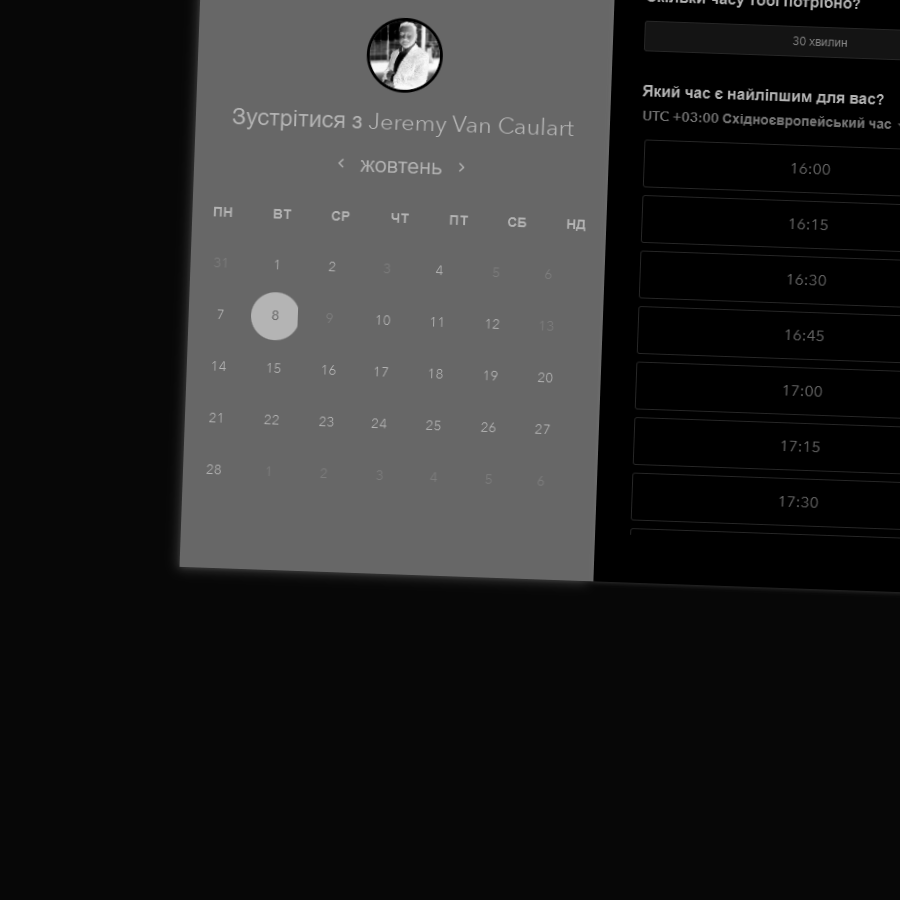 Зустрітися з Jeremy Van Caulart
жовтень
ПН ВТ СР ЧТ ПТ СБ НД
31 1 2 3 4 5 6
7 8 9 10 11 12 13
14 15 16 17 18 19 20
21 22 23 24 25 26 27
28 1 2 3 4 5 6
Скільки часу тобі потрібно?
30 хвилин
Який час є найліпшим для вас?
UTC +03:00 Східноєвропейський час
16:00
16:15
16:30
16:45
17:00
17:15
17:30